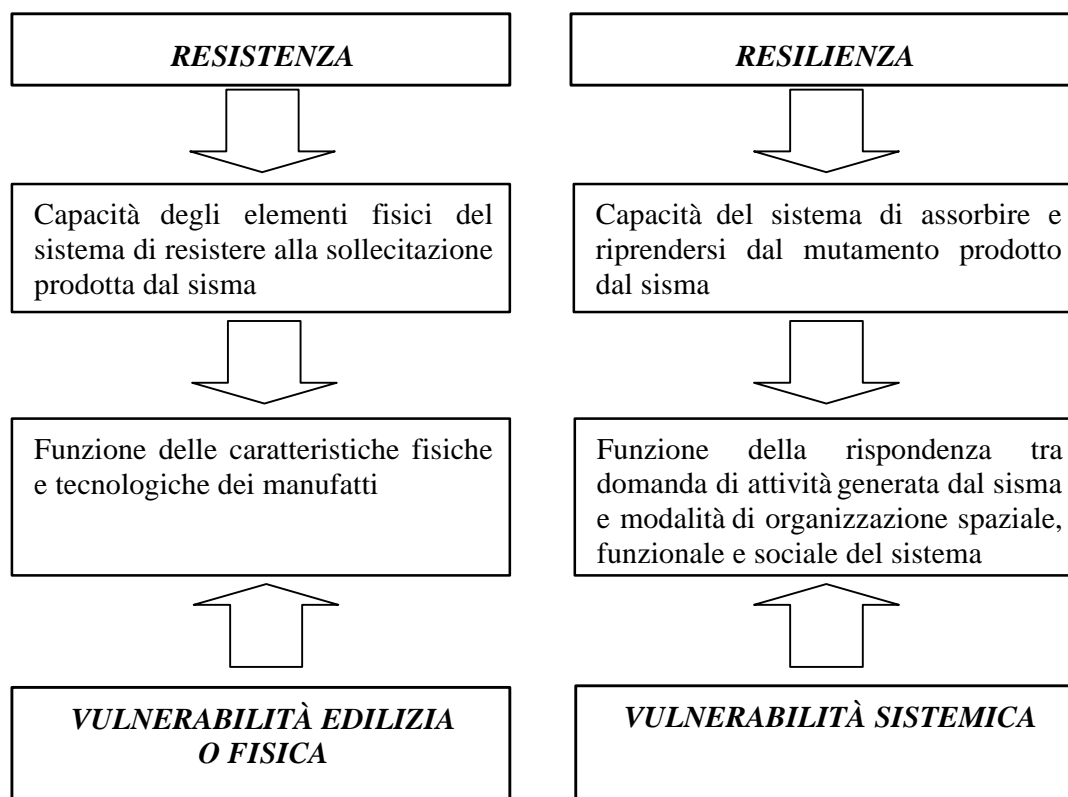 RESISTENZA
RESILIENZA
Capacità degli elementi fisici del
sistema di resistere alla sollecitazione
prodotta dal sisma
Capacità del sistema di assorbire e
riprendersi dal mutamento prodotto
dal sisma
Funzione delle caratteristiche fisiche
e tecnologiche dei manufatti
Funzione della rispondenza tra
domanda di attività generata dal sisma
e modalità di organizzazione spaziale,
funzionale e sociale del sistema
VULNERABILITÀ EDILIZIA
O FISICA
VULNERABILITÀ SISTEMICA